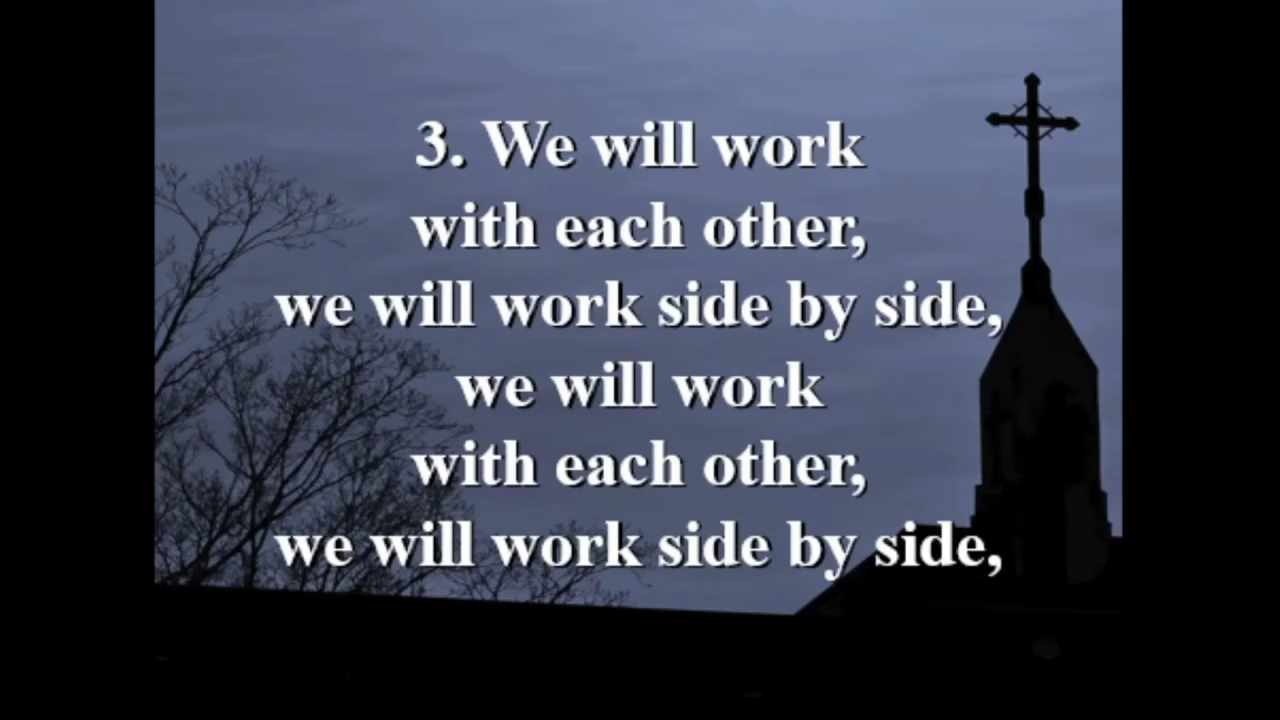 3. We will work
with each other,
we will work side by side,
we will work
with each other,
we will work side by side,